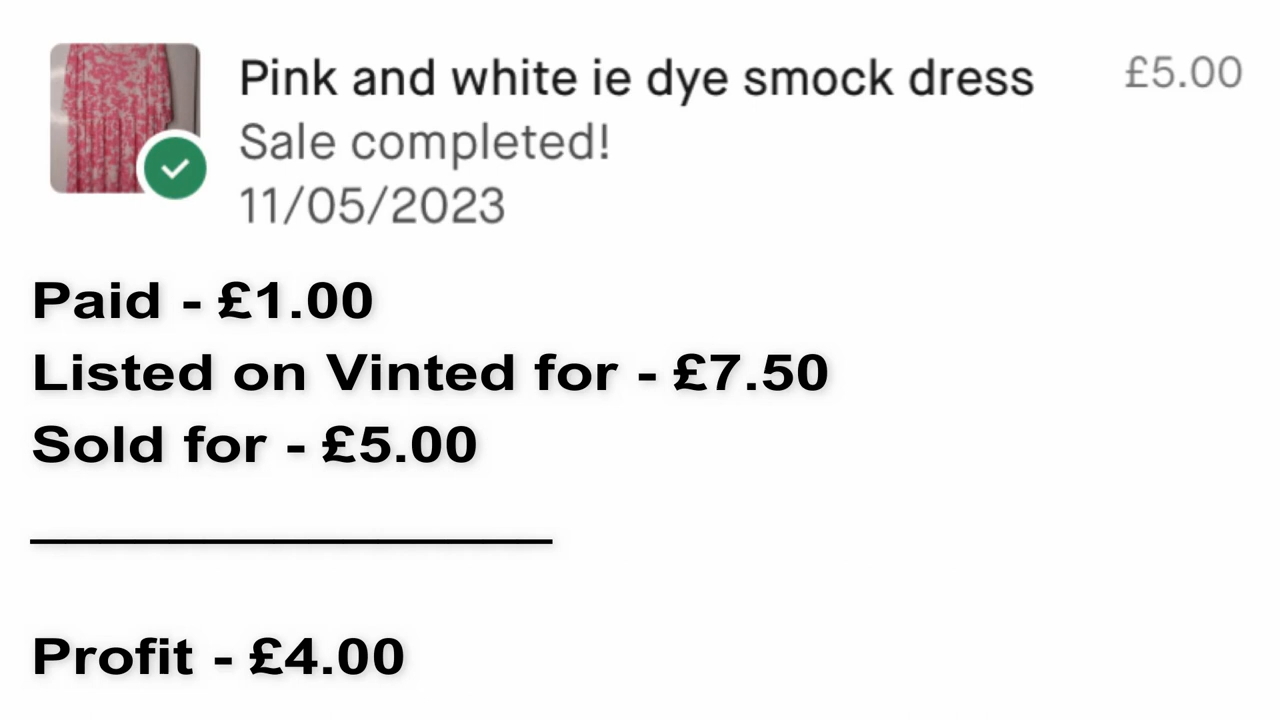 Pink and white ie dye smock dress £5.00
Sale completed!
11/05/2023
Paid - £1.00
Listed on Vinted for - £7.50
Sold for - £5.00
Profit - £4.00